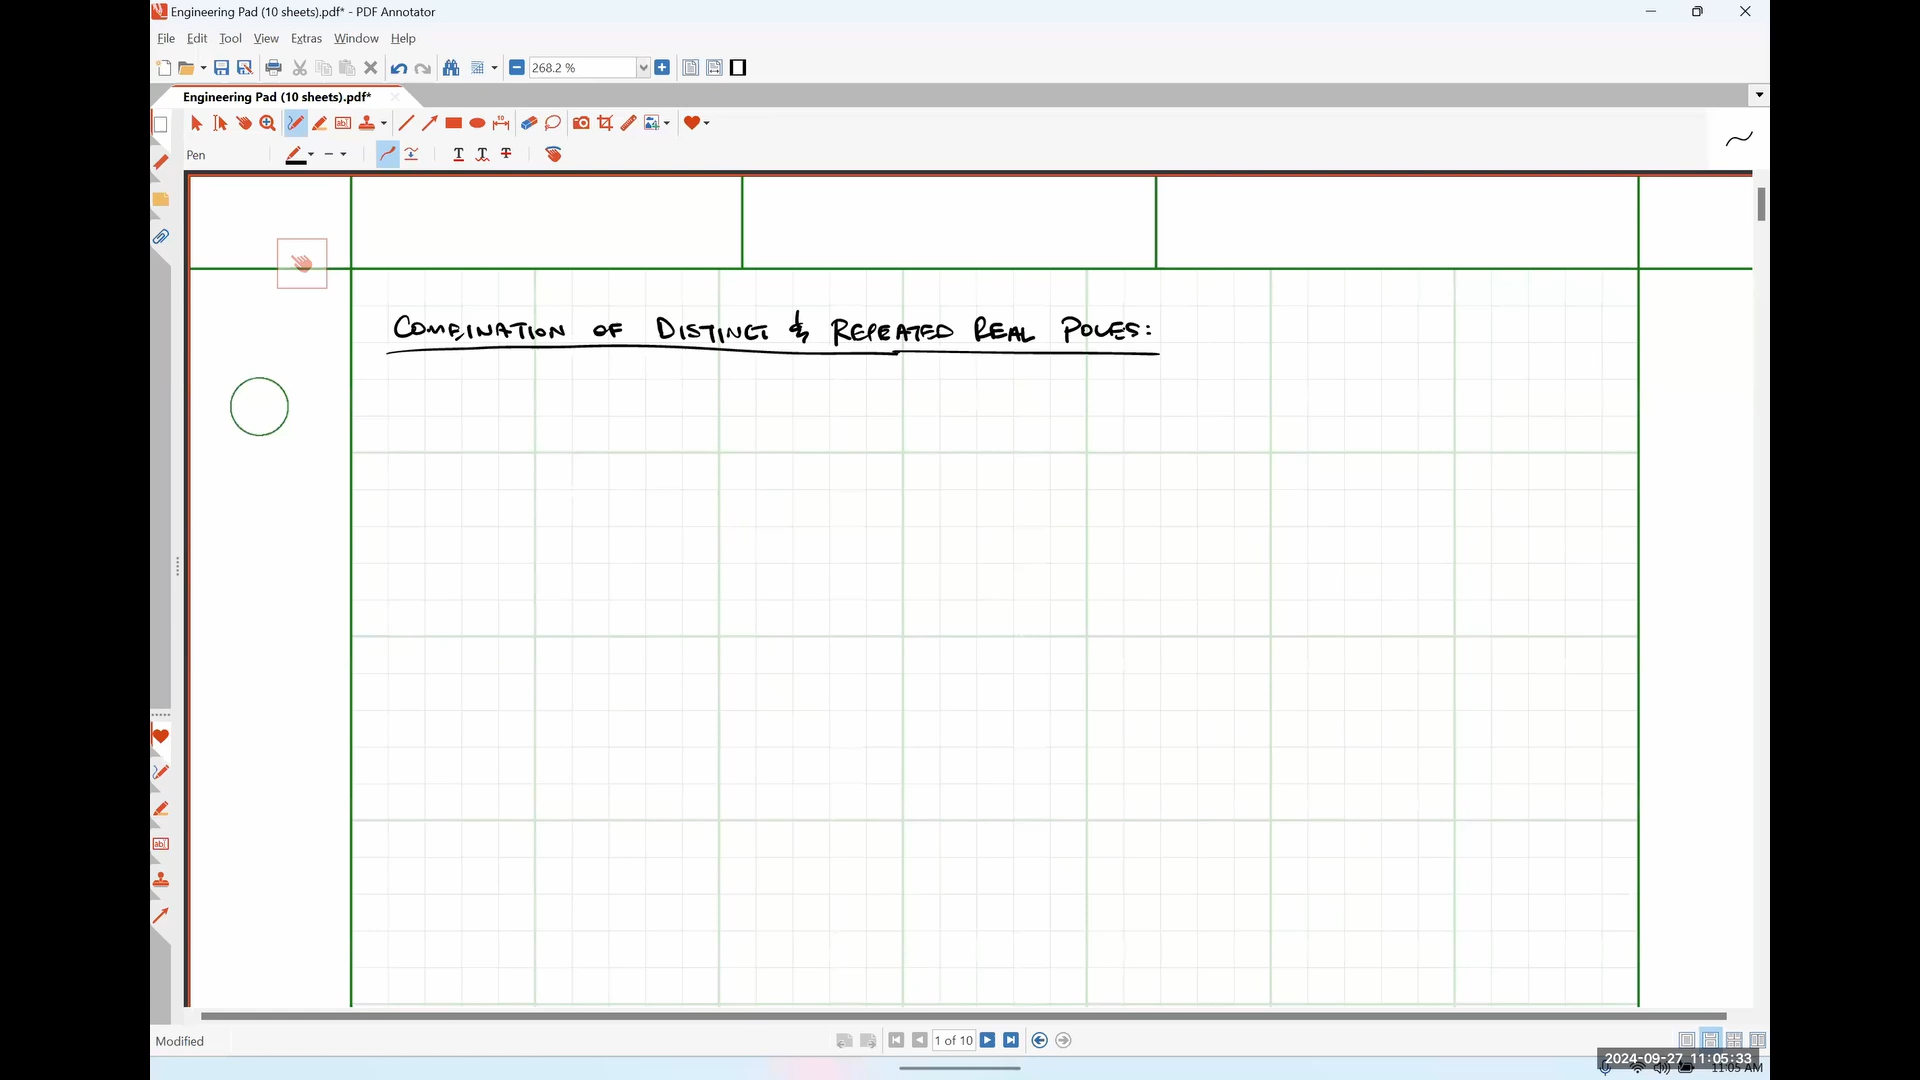 Engineering Pad (10 sheets).pdf* - PDF Annotator
File Edit Tool View Extras Window Help
268.2 %
Engineering Pad (10 sheets).pdf*
Pen
COMBINATION OF DISTINCT & REPEATED REAL POLES:
Modified
1 of 10
2024-09-27 11:05:33
11:05 AM